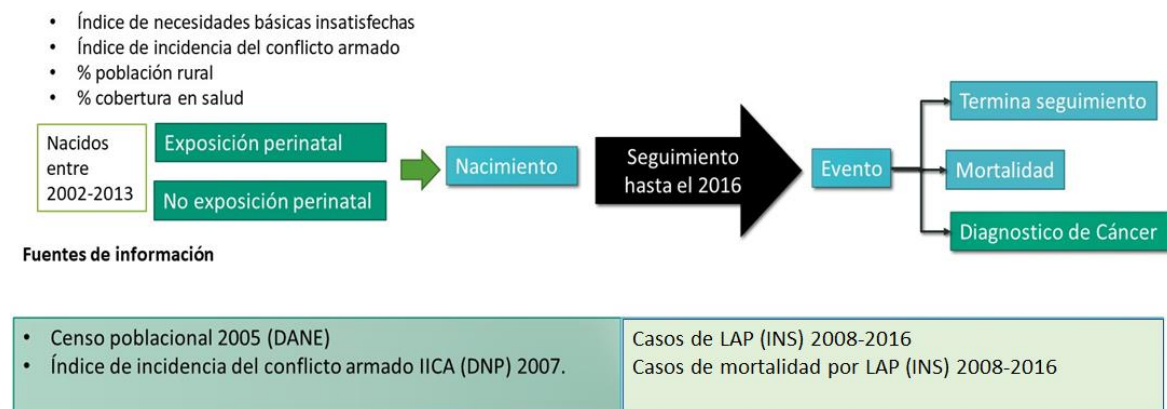 • Índice de necesidades básicas insatisfechas
• Índice de incidencia del conflicto armado
• % población rural
• % cobertura en salud
Nacidos
entre
2002-2013
Exposición perinatal
No exposición perinatal
Nacimiento
Seguimiento
hasta el 2016
Evento
Termina seguimiento
Mortalidad
Diagnostico de Cáncer
Fuentes de información
• Censo poblacional 2005 (DANE)
• Índice de incidencia del conflicto armado IICA (DNP) 2007.
Casos de LAP (INS) 2008-2016
Casos de mortalidad por LAP (INS) 2008-2016